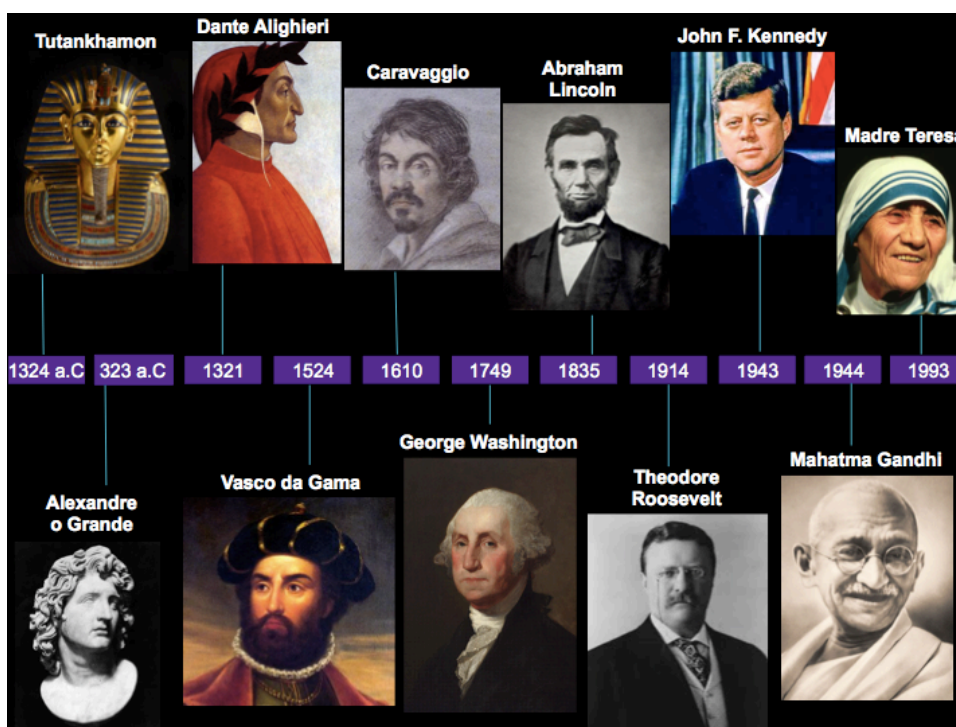 Tutankhamon
Dante Alighieri
Caravaggio
Abraham
Lincoln
John F. Kennedy
Madre Teresa
1324 a.C
323 a.C
1321
1524
1610
1749
1835
1914
1943
1944
1993
Alexandre
o Grande
Vasco da Gama
George Washington
Theodore
Roosevelt
Mahatma Gandhi